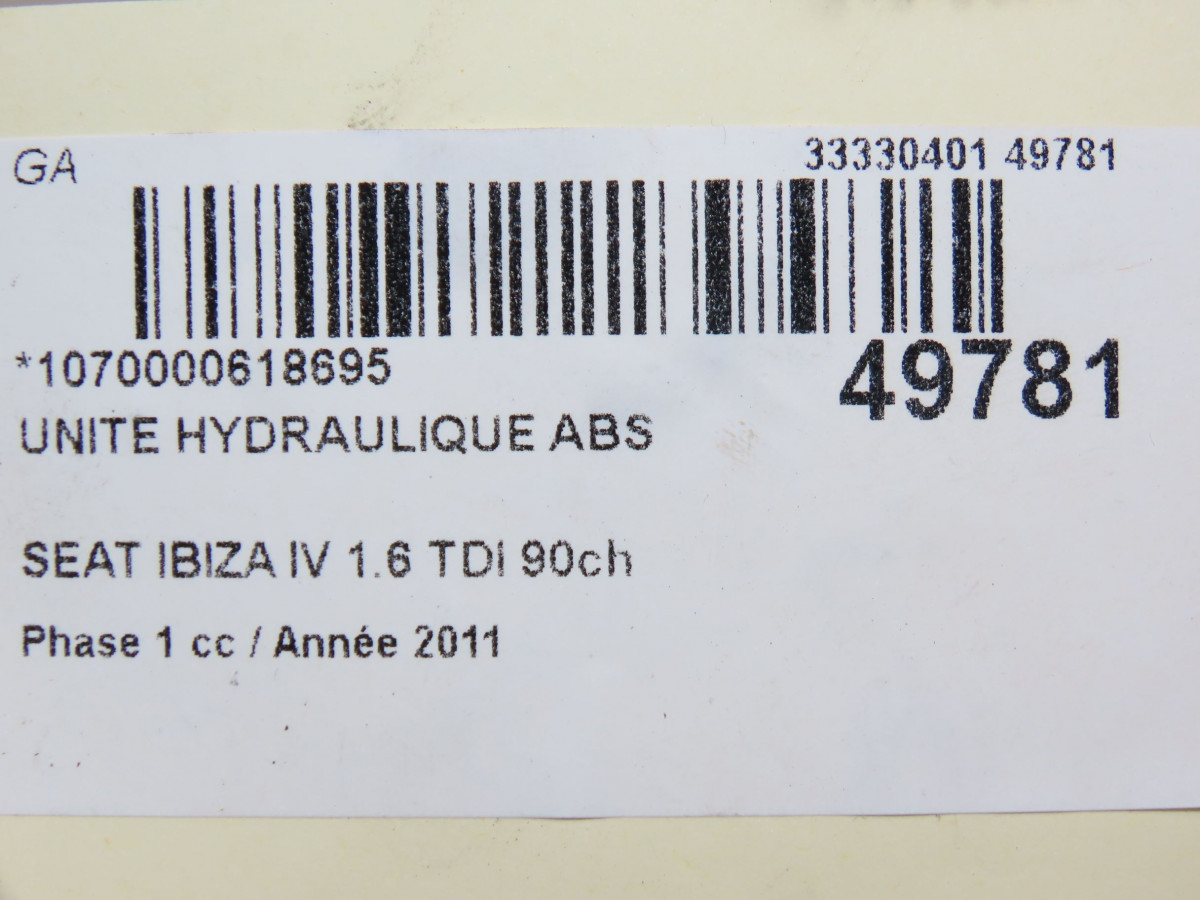 GA
33330401 49781
*1070000618695
49781
UNITE HYDRAULIQUE ABS
SEAT IBIZA IV 1.6 TDI 90ch
Phase 1 cc / Année 2011